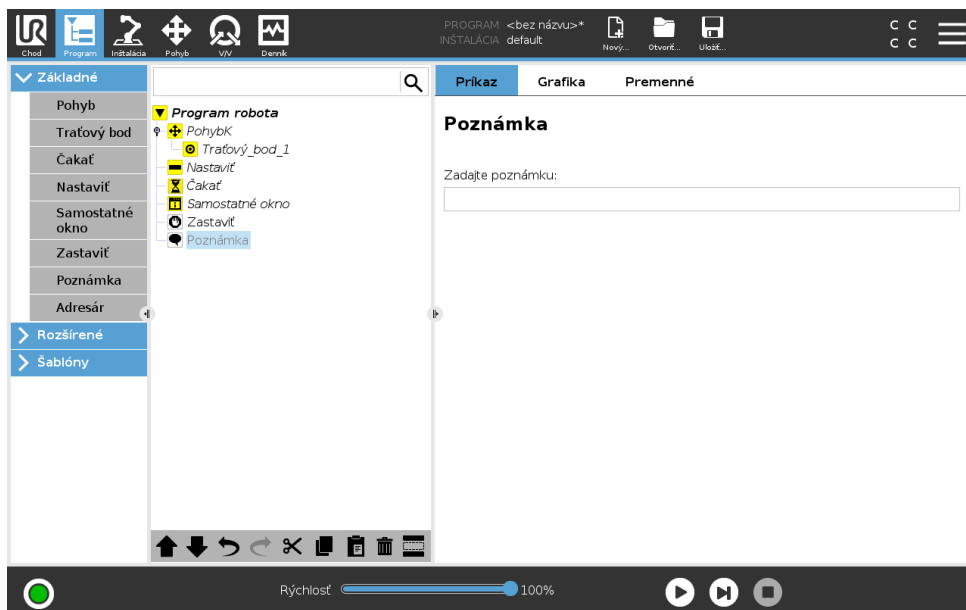 UR
PROGRAM <bez názvu>*
INŠTALÁCIA default
C C
C C
Chod
Program
Inštalácia
Pohyb
V/V
Denník
Nový...
Otvoriť...
Uložiť...
Základné
Pohyb
Traťový bod
Čakať
Nastaviť
Samostatné
okno
Zastaviť
Poznámka
Adresár
Rozšírené
Šablóny
Program robota
PohybK
Traťový_bod_1
Nastaviť
Čakať
Samostatné okno
Zastaviť
Poznámka
Príkaz
Grafika
Premenné
Poznámka
Zadajte poznámku:
Rýchlosť
100%